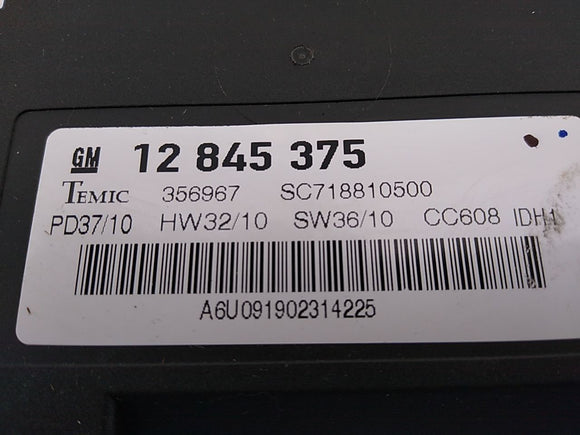 GM 12 845 375
TEMIC 356967 SC718810500
PD37/10 HW32/10 SW36/10 CC608 IDH1
A6U091902314225